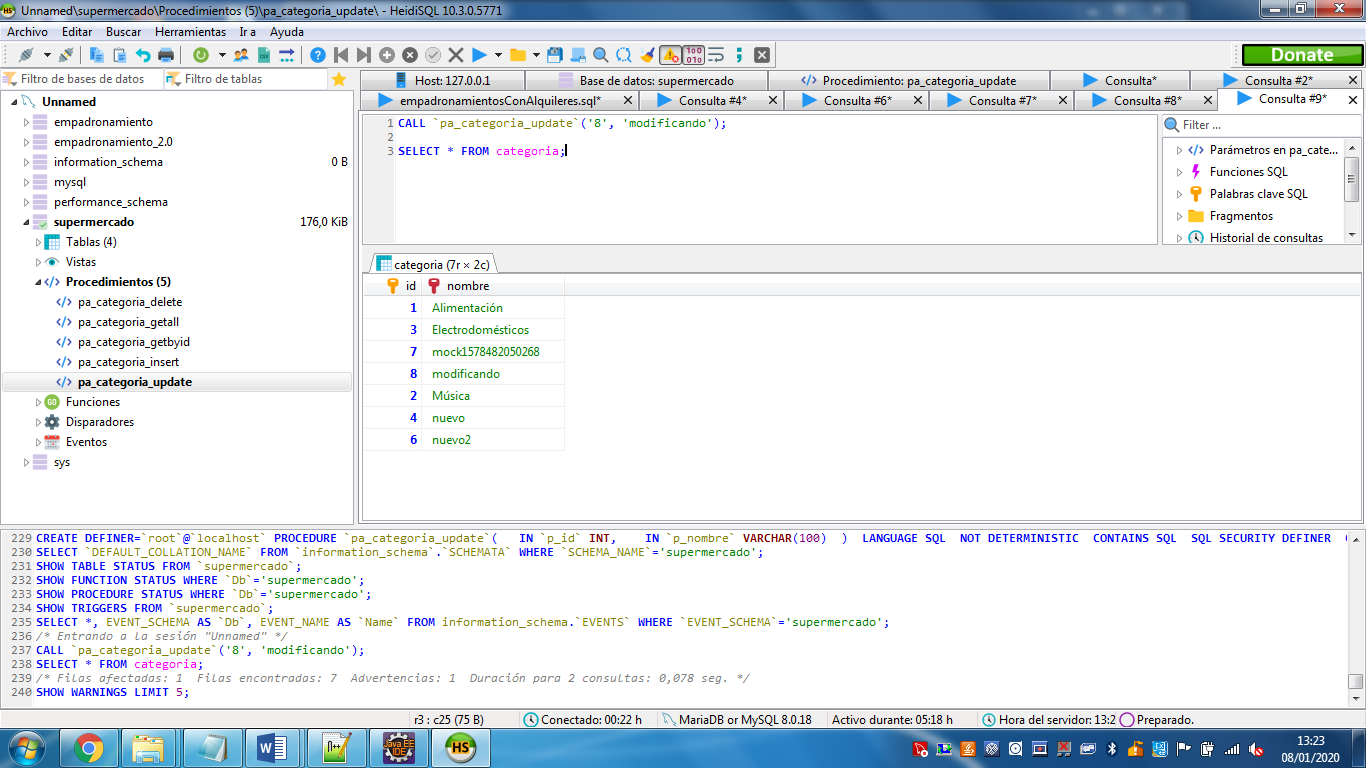 Unnamed\supermercado\Procedimientos (5)\pa_categoria_update\ - HeidiSQL 10.3.0.5771
Archivo Editar Buscar Herramientas Ir a Ayuda
Donate
Filtro de bases de datos
Filtro de tablas
Host: 127.0.0.1
Base de datos: supermercado
Procedimiento: pa_categoria_update
Consulta*
Consulta #2*
empadronamientosConAlquileres.sql*
Consulta #4*
Consulta #6*
Consulta #7*
Consulta #8*
Consulta #9*
Unnamed
empadronamiento
empadronamiento_2.0
information_schema 0 B
mysql
performance_schema
supermercado 176,0 KiB
Tablas (4)
Vistas
Procedimientos (5)
pa_categoria_delete
pa_categoria_getall
pa_categoria_getbyid
pa_categoria_insert
pa_categoria_update
Funciones
Disparadores
Eventos
sys
1 CALL `pa_categoria_update`('8', 'modificando');
2
3 SELECT * FROM categoria;
Filter ...
Parámetros en pa_cate...
Funciones SQL
Palabras clave SQL
Fragmentos
Historial de consultas
categoria (7r × 2c)
id nombre
1 Alimentación
3 Electrodomésticos
7 mock1578482050268
8 modificando
2 Música
4 nuevo
6 nuevo2
229 CREATE DEFINER=`root`@`localhost` PROCEDURE `pa_categoria_update`( IN `p_id` INT, IN `p_nombre` VARCHAR(100) ) LANGUAGE SQL NOT DETERMINISTIC CONTAINS SQL SQL SECURITY DEFINER
230 SELECT `DEFAULT_COLLATION_NAME` FROM `information_schema`.`SCHEMATA` WHERE `SCHEMA_NAME`='supermercado';
231 SHOW TABLE STATUS FROM `supermercado`;
232 SHOW FUNCTION STATUS WHERE `Db`='supermercado';
233 SHOW PROCEDURE STATUS WHERE `Db`='supermercado';
234 SHOW TRIGGERS FROM `supermercado`;
235 SELECT *, EVENT_SCHEMA AS `Db`, EVENT_NAME AS `Name` FROM information_schema.`EVENTS` WHERE `EVENT_SCHEMA`='supermercado';
236 /* Entrando a la sesión "Unnamed" */
237 CALL `pa_categoria_update`('8', 'modificando');
238 SELECT * FROM categoria;
239 /* Filas afectadas: 1 Filas encontradas: 7 Advertencias: 1 Duración para 2 consultas: 0,078 seg. */
240 SHOW WARNINGS LIMIT 5;
r3 : c25 (75 B) Conectado: 00:22 h MariaDB or MySQL 8.0.18 Activo durante: 05:18 h Hora del servidor: 13:2 Preparado.
13:23
08/01/2020